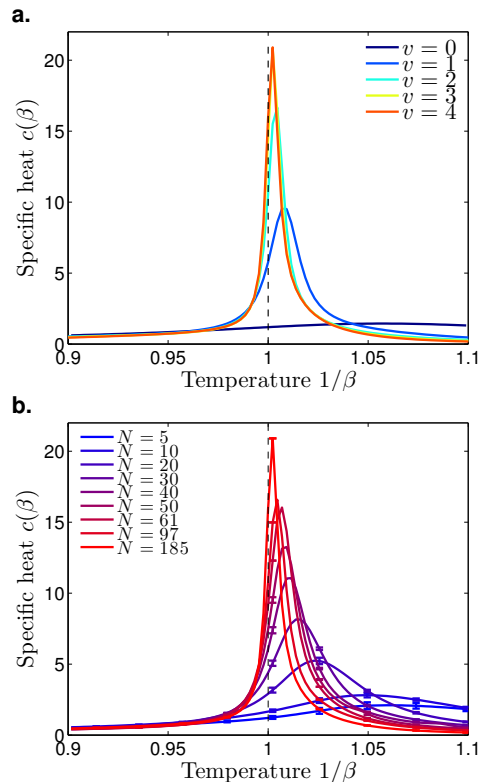 a.
Specific heat c(β)
20
15
10
5
0
v = 0
v = 1
v = 2
v = 3
v = 4
0.9 0.95 1 1.05 1.1
Temperature 1/β
b.
Specific heat c(β)
20
15
10
5
0
N = 5
N = 10
N = 20
N = 30
N = 40
N = 50
N = 61
N = 97
N = 185
0.9 0.95 1 1.05 1.1
Temperature 1/β